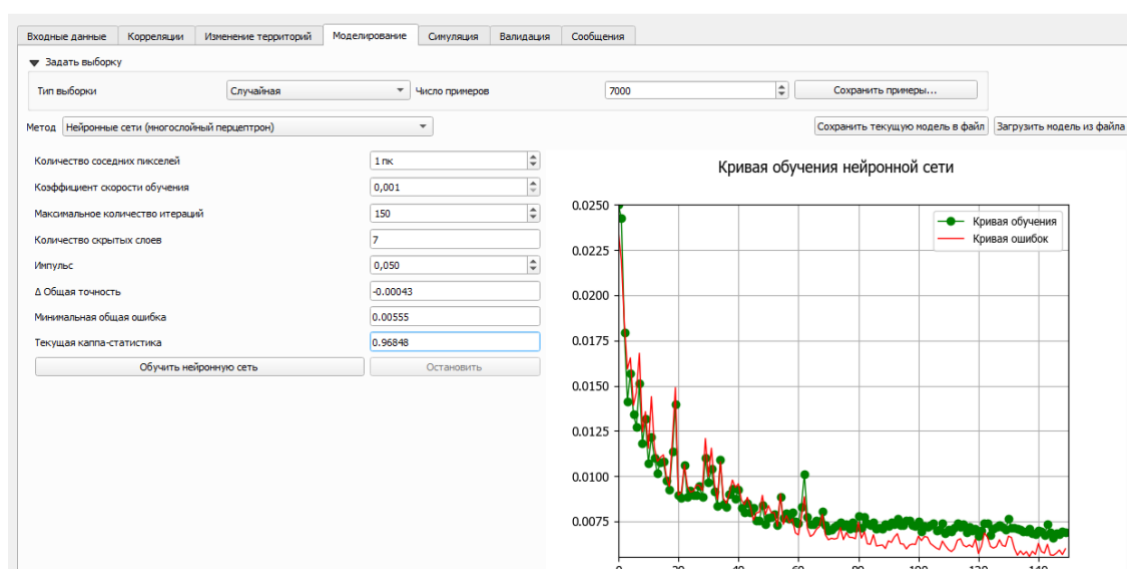 Входные данные Корреляции Изменение территорий Моделирование Симуляция Валидация Сообщения
Задать выборку
Тип выборки Случайная Число примеров 7000 Сохранить примеры...
Метод Нейронные сети (многослойный перцептрон) Сохранить текущую модель в файл Загрузить модель из файла
Количество соседних пикселей 1 пк
Коэффициент скорости обучения 0,001
Максимальное количество итераций 150
Количество скрытых слоев 7
Импульс 0,050
Δ Общая точность -0.00043
Минимальная общая ошибка 0.00555
Текущая каппа-статистика 0.96848
Обучить нейронную сеть Остановить
Кривая обучения нейронной сети
Кривая обучения
Кривая ошибок
0.0250
0.0225
0.0200
0.0175
0.0150
0.0125
0.0100
0.0075
0 20 40 60 80 100 120 140